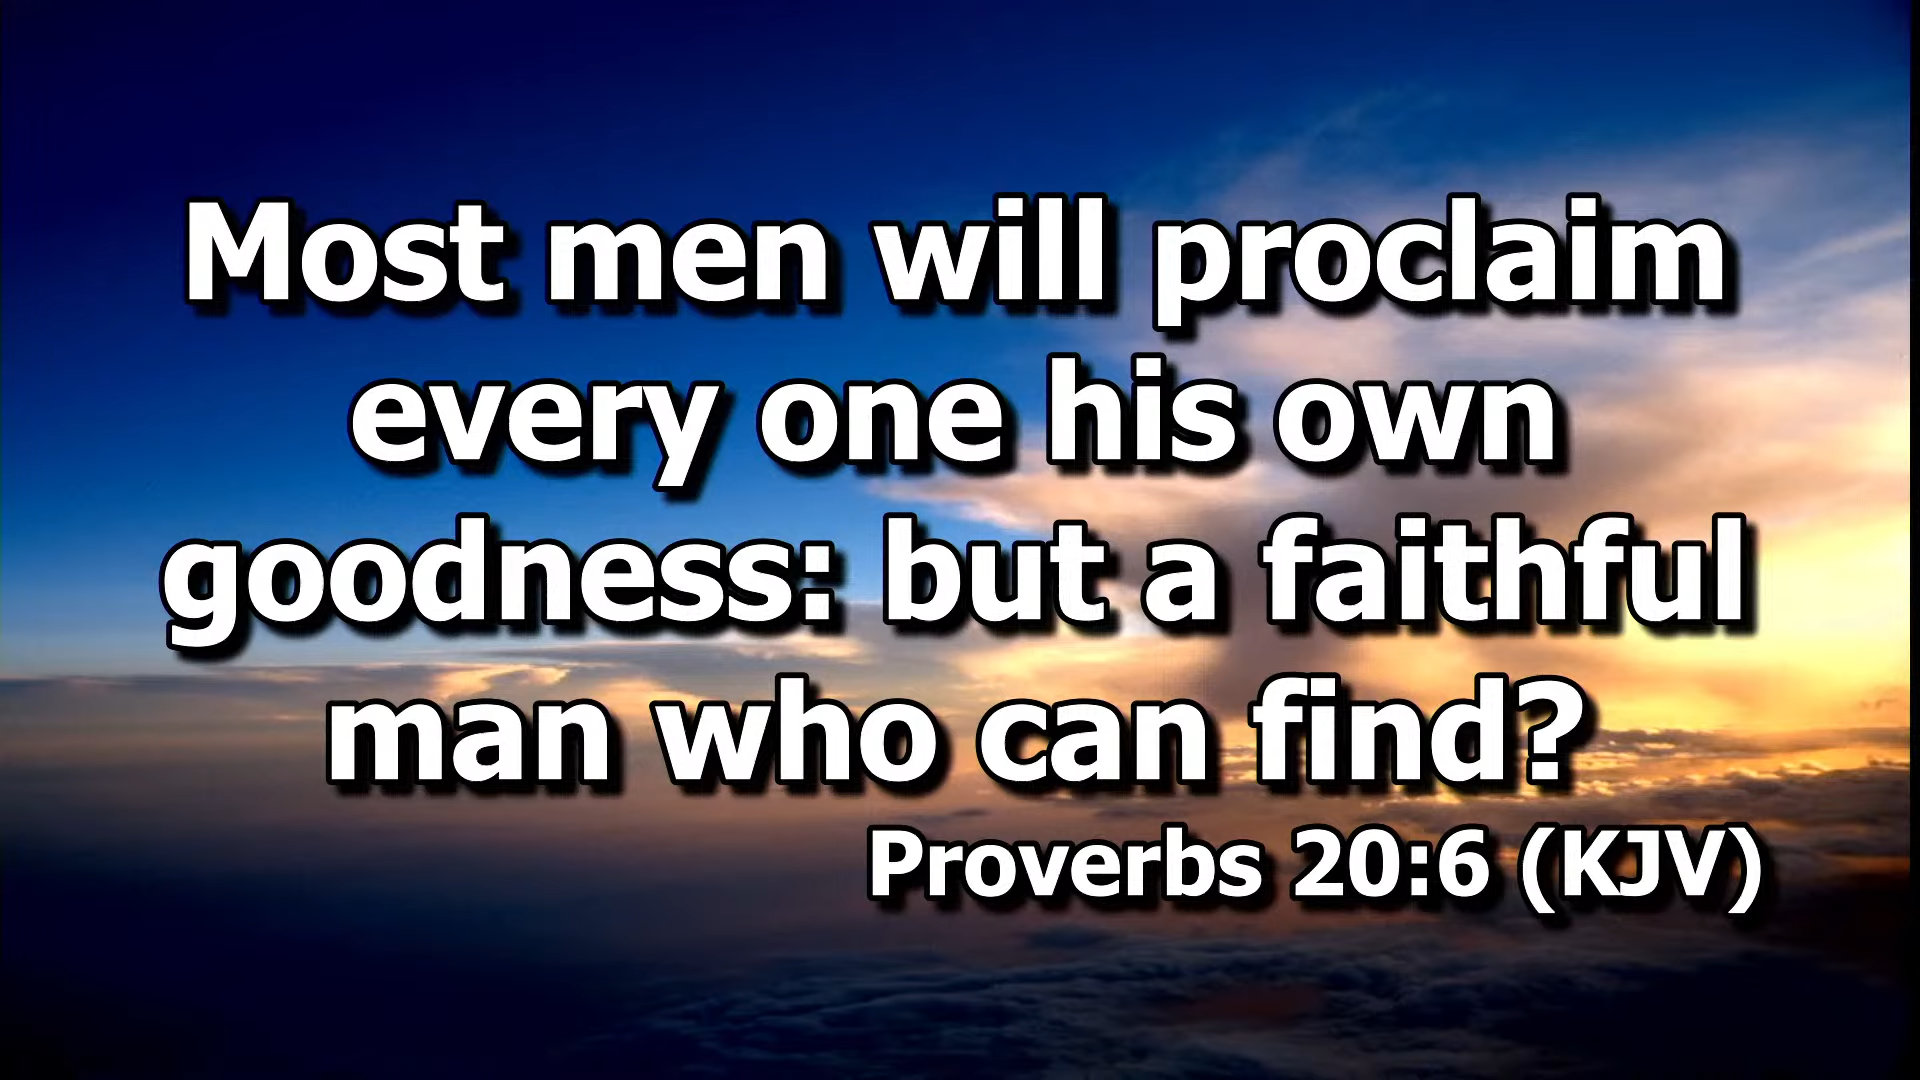 Most men will proclaim
every one his own
goodness: but a faithful
man who can find?
Proverbs 20:6 (KJV)